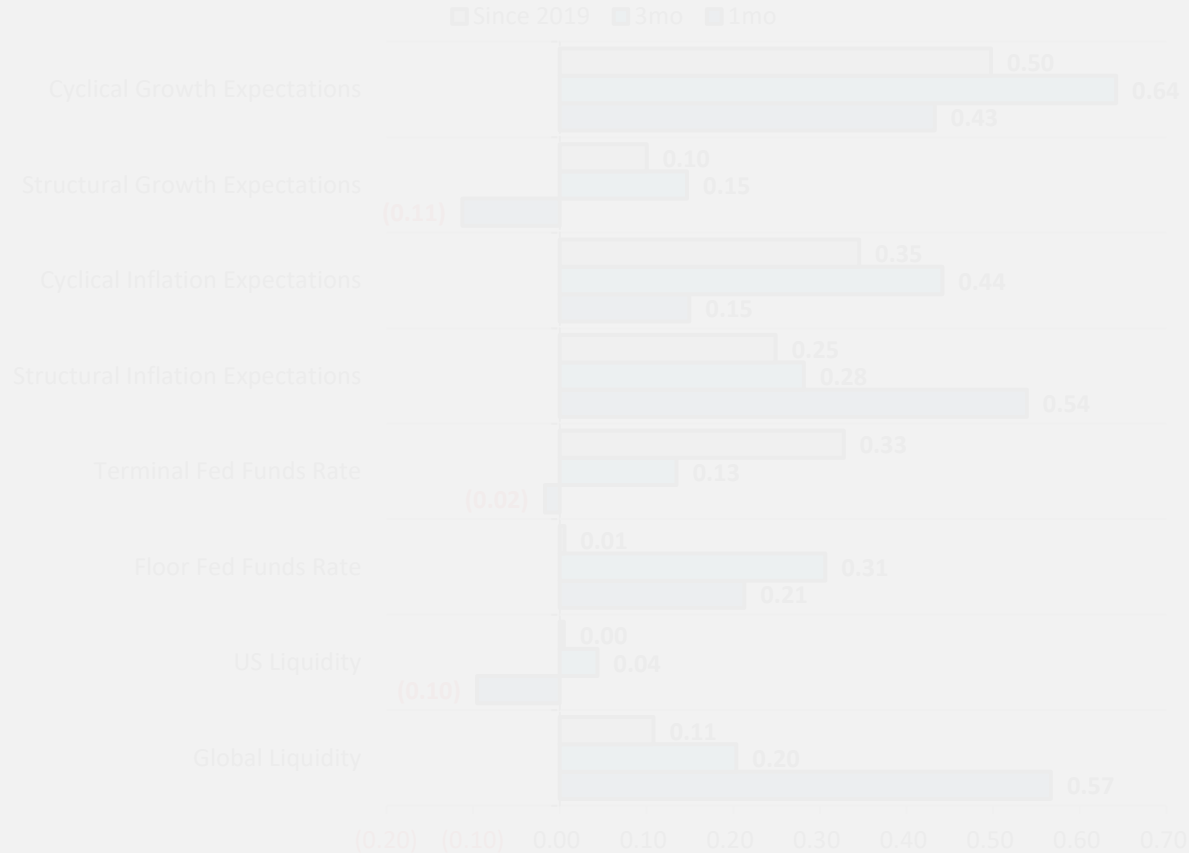 Since 2019 3mo 1mo
0.50
Cyclical Growth Expectations 0.64
0.43
0.10
Structural Growth Expectations 0.15
(0.11)
0.35
Cyclical Inflation Expectations 0.44
0.15
0.25
Structural Inflation Expectations 0.28
0.54
0.33
Terminal Fed Funds Rate 0.13
(0.02)
0.01
Floor Fed Funds Rate 0.31
0.21
0.00
US Liquidity 0.04
(0.10)
0.11
Global Liquidity 0.20
0.57
(0.20) (0.10) 0.00 0.10 0.20 0.30 0.40 0.50 0.60 0.70